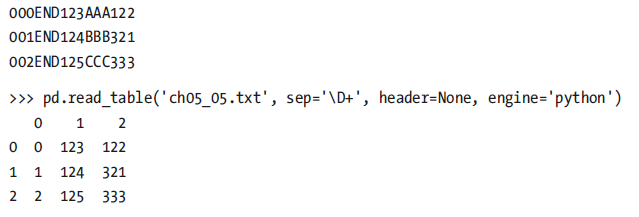 000END123AAA122
001END124BBB321
002END125CCC333
>>> pd.read_table('ch05_05.txt', sep='\D+', header=None, engine='python')
   0    1    2
0  0  123  122
1  1  124  321
2  2  125  333